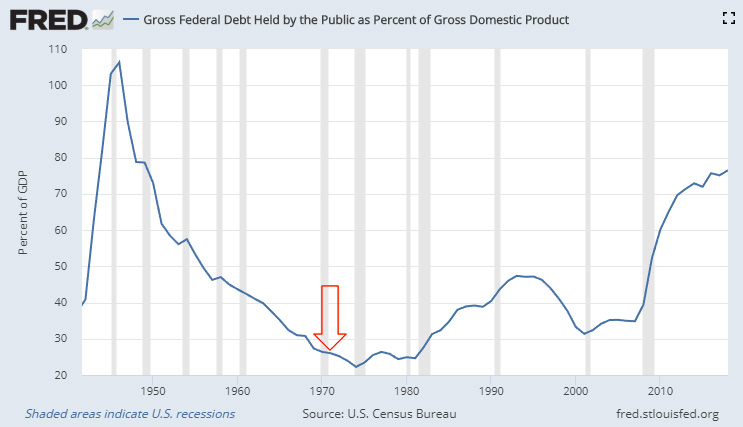 FRED Gross Federal Debt Held by the Public as Percent of Gross Domestic Product
110
100
90
80
70
60
50
40
30
20
Percent of GDP
1950 1960 1970 1980 1990 2000 2010
Shaded areas indicate U.S. recessions Source: U.S. Census Bureau fred.stlouisfed.org